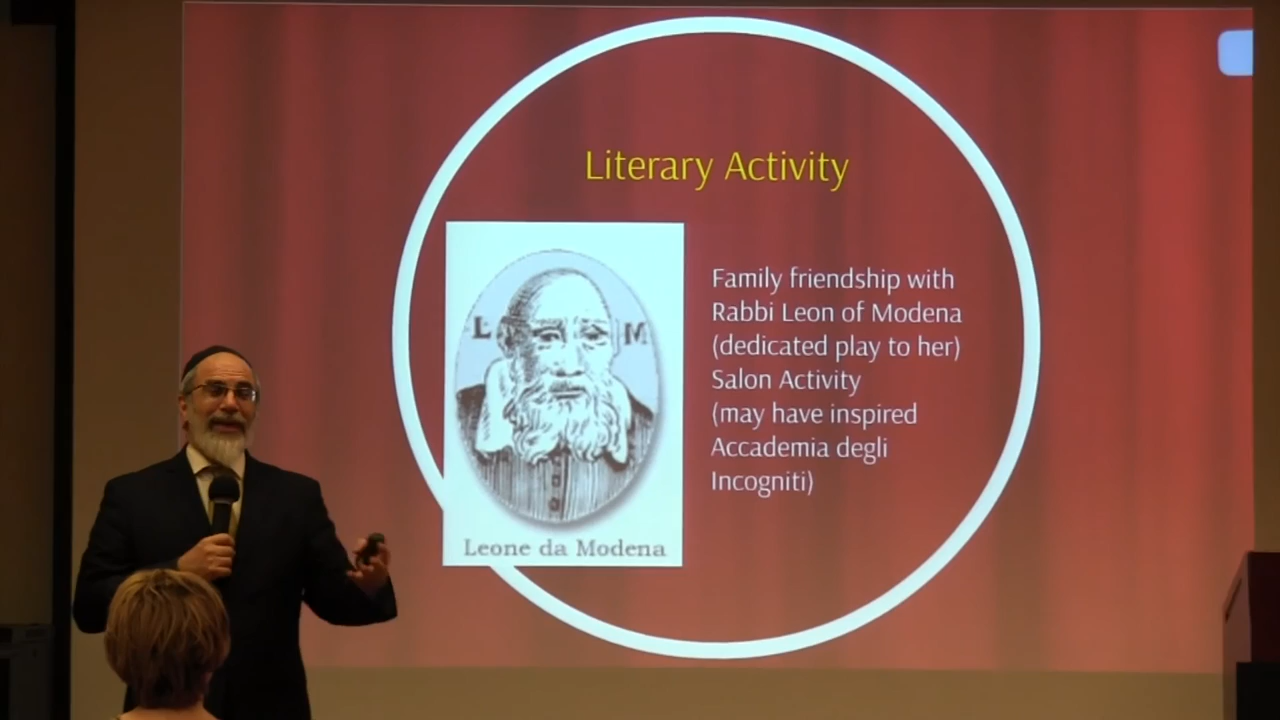 Literary Activity
L M
Leone da Modena
Family friendship with
Rabbi Leon of Modena
(dedicated play to her)
Salon Activity
(may have inspired
Accademia degli
Incogniti)